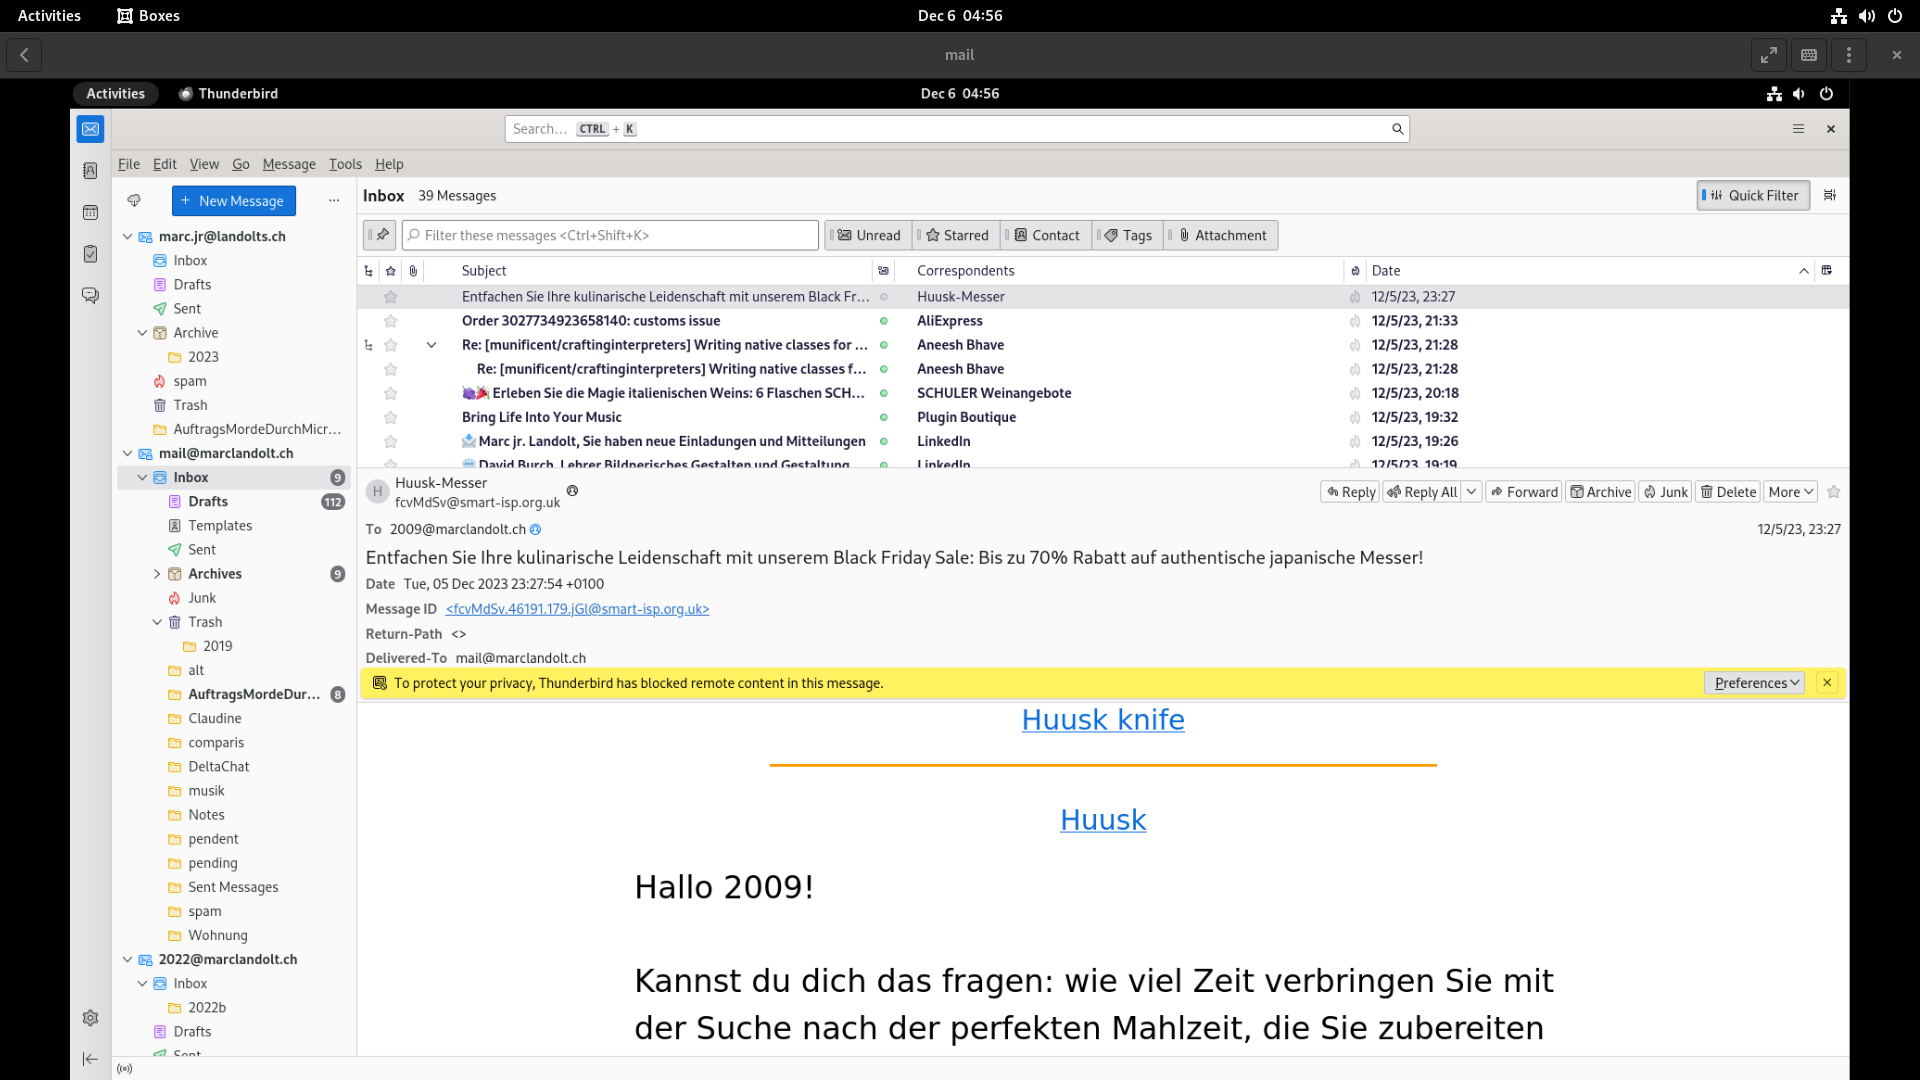 Activities Boxes Dec 6 04:56
mail
Activities Thunderbird Dec 6 04:56
Search... CTRL + K
File Edit View Go Message Tools Help
+ New Message ...
marc.jr@landolts.ch
Inbox
Drafts
Sent
Archive
2023
spam
Trash
AuftragsMordeDurchMicr...
mail@marclandolt.ch
Inbox 9
Drafts 112
Templates
Sent
Archives 9
Junk
Trash
2019
alt
AuftragsMordeDur... 8
Claudine
comparis
DeltaChat
musik
Notes
pendent
pending
Sent Messages
spam
Wohnung
2022@marclandolt.ch
Inbox
2022b
Drafts
Sent
Inbox 39 Messages Quick Filter
Filter these messages <Ctrl+Shift+K> Unread Starred Contact Tags Attachment
Subject Correspondents Date
Entfachen Sie Ihre kulinarische Leidenschaft mit unserem Black Fr... Huusk-Messer 12/5/23, 23:27
Order 3027734923658140: customs issue AliExpress 12/5/23, 21:33
Re: [munificent/craftinginterpreters] Writing native classes for ... Aneesh Bhave 12/5/23, 21:28
Re: [munificent/craftinginterpreters] Writing native classes f... Aneesh Bhave 12/5/23, 21:28
🍇🎉 Erleben Sie die Magie italienischen Weins: 6 Flaschen SCH... SCHULER Weinangebote 12/5/23, 20:18
Bring Life Into Your Music Plugin Boutique 12/5/23, 19:32
📩 Marc jr. Landolt, Sie haben neue Einladungen und Mitteilungen LinkedIn 12/5/23, 19:26
💬 David Burch, Lehrer Bildnerisches Gestalten und Gestaltung LinkedIn 12/5/23, 19:19
H Huusk-Messer
fcvMdSv@smart-isp.org.uk
Reply Reply All Forward Archive Junk Delete More
To 2009@marclandolt.ch 12/5/23, 23:27
Entfachen Sie Ihre kulinarische Leidenschaft mit unserem Black Friday Sale: Bis zu 70% Rabatt auf authentische japanische Messer!
Date Tue, 05 Dec 2023 23:27:54 +0100
Message ID <fcvMdSv.46191.179.jGl@smart-isp.org.uk>
Return-Path <>
Delivered-To mail@marclandolt.ch
To protect your privacy, Thunderbird has blocked remote content in this message. Preferences
Huusk knife
Huusk
Hallo 2009!
Kannst du dich das fragen: wie viel Zeit verbringen Sie mit
der Suche nach der perfekten Mahlzeit, die Sie zubereiten